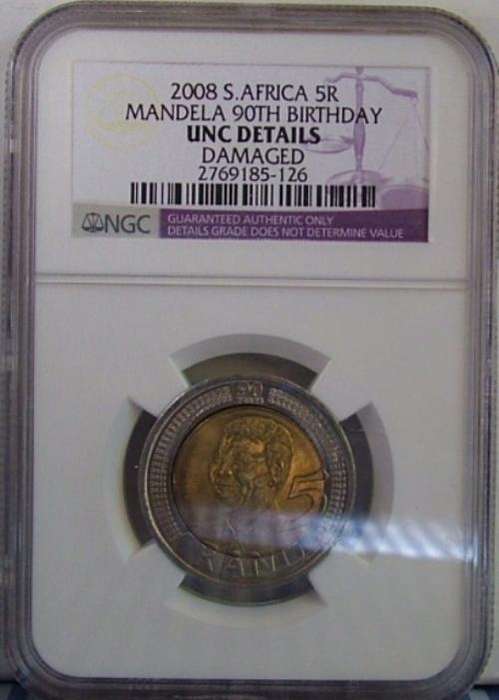 2008 S.AFRICA 5R
MANDELA 90TH BIRTHDAY
UNC DETAILS
DAMAGED
2769185-126
NGC
GUARANTEED AUTHENTIC ONLY
DETAILS GRADE DOES NOT DETERMINE VALUE
5
RAND